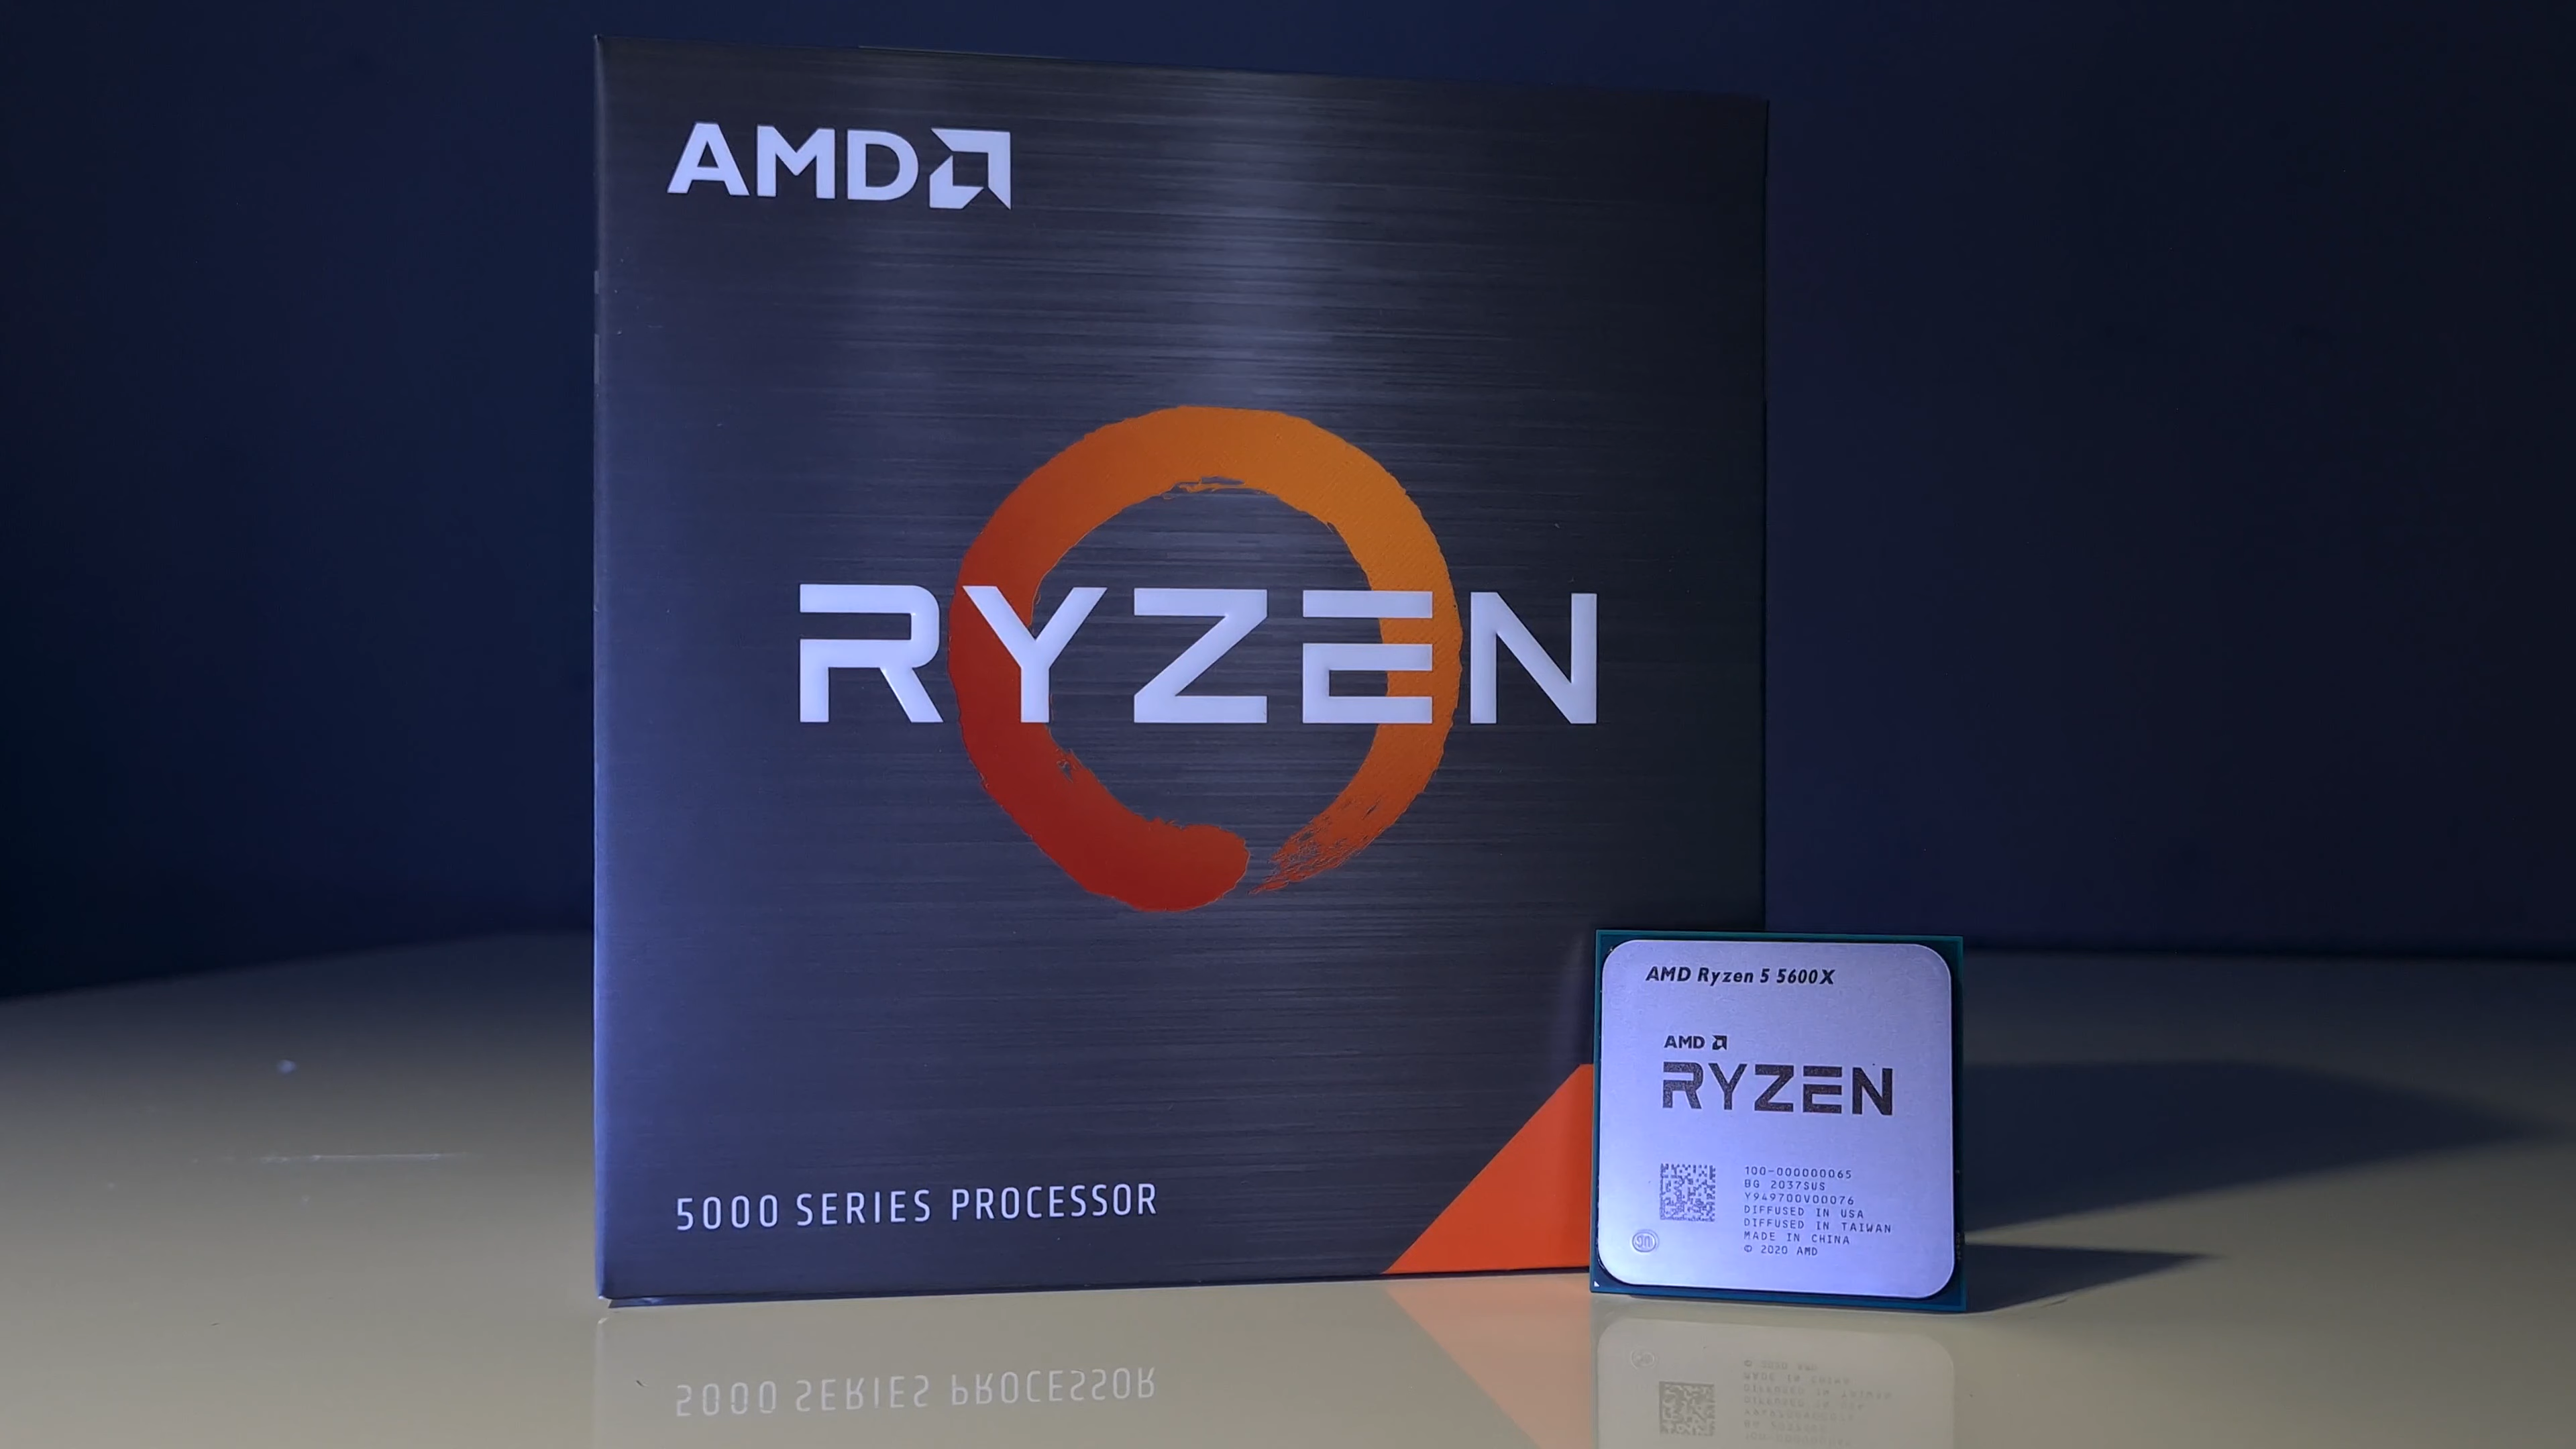 AMD
RYZEN
5000 SERIES PROCESSOR
AMD Ryzen 5 5600X
AMD
RYZEN
100-000000065
BG 2037SUS
Y949700V00076
DIFFUSED IN USA
DIFFUSED IN TAIWAN
MADE IN CHINA
© 2020 AMD